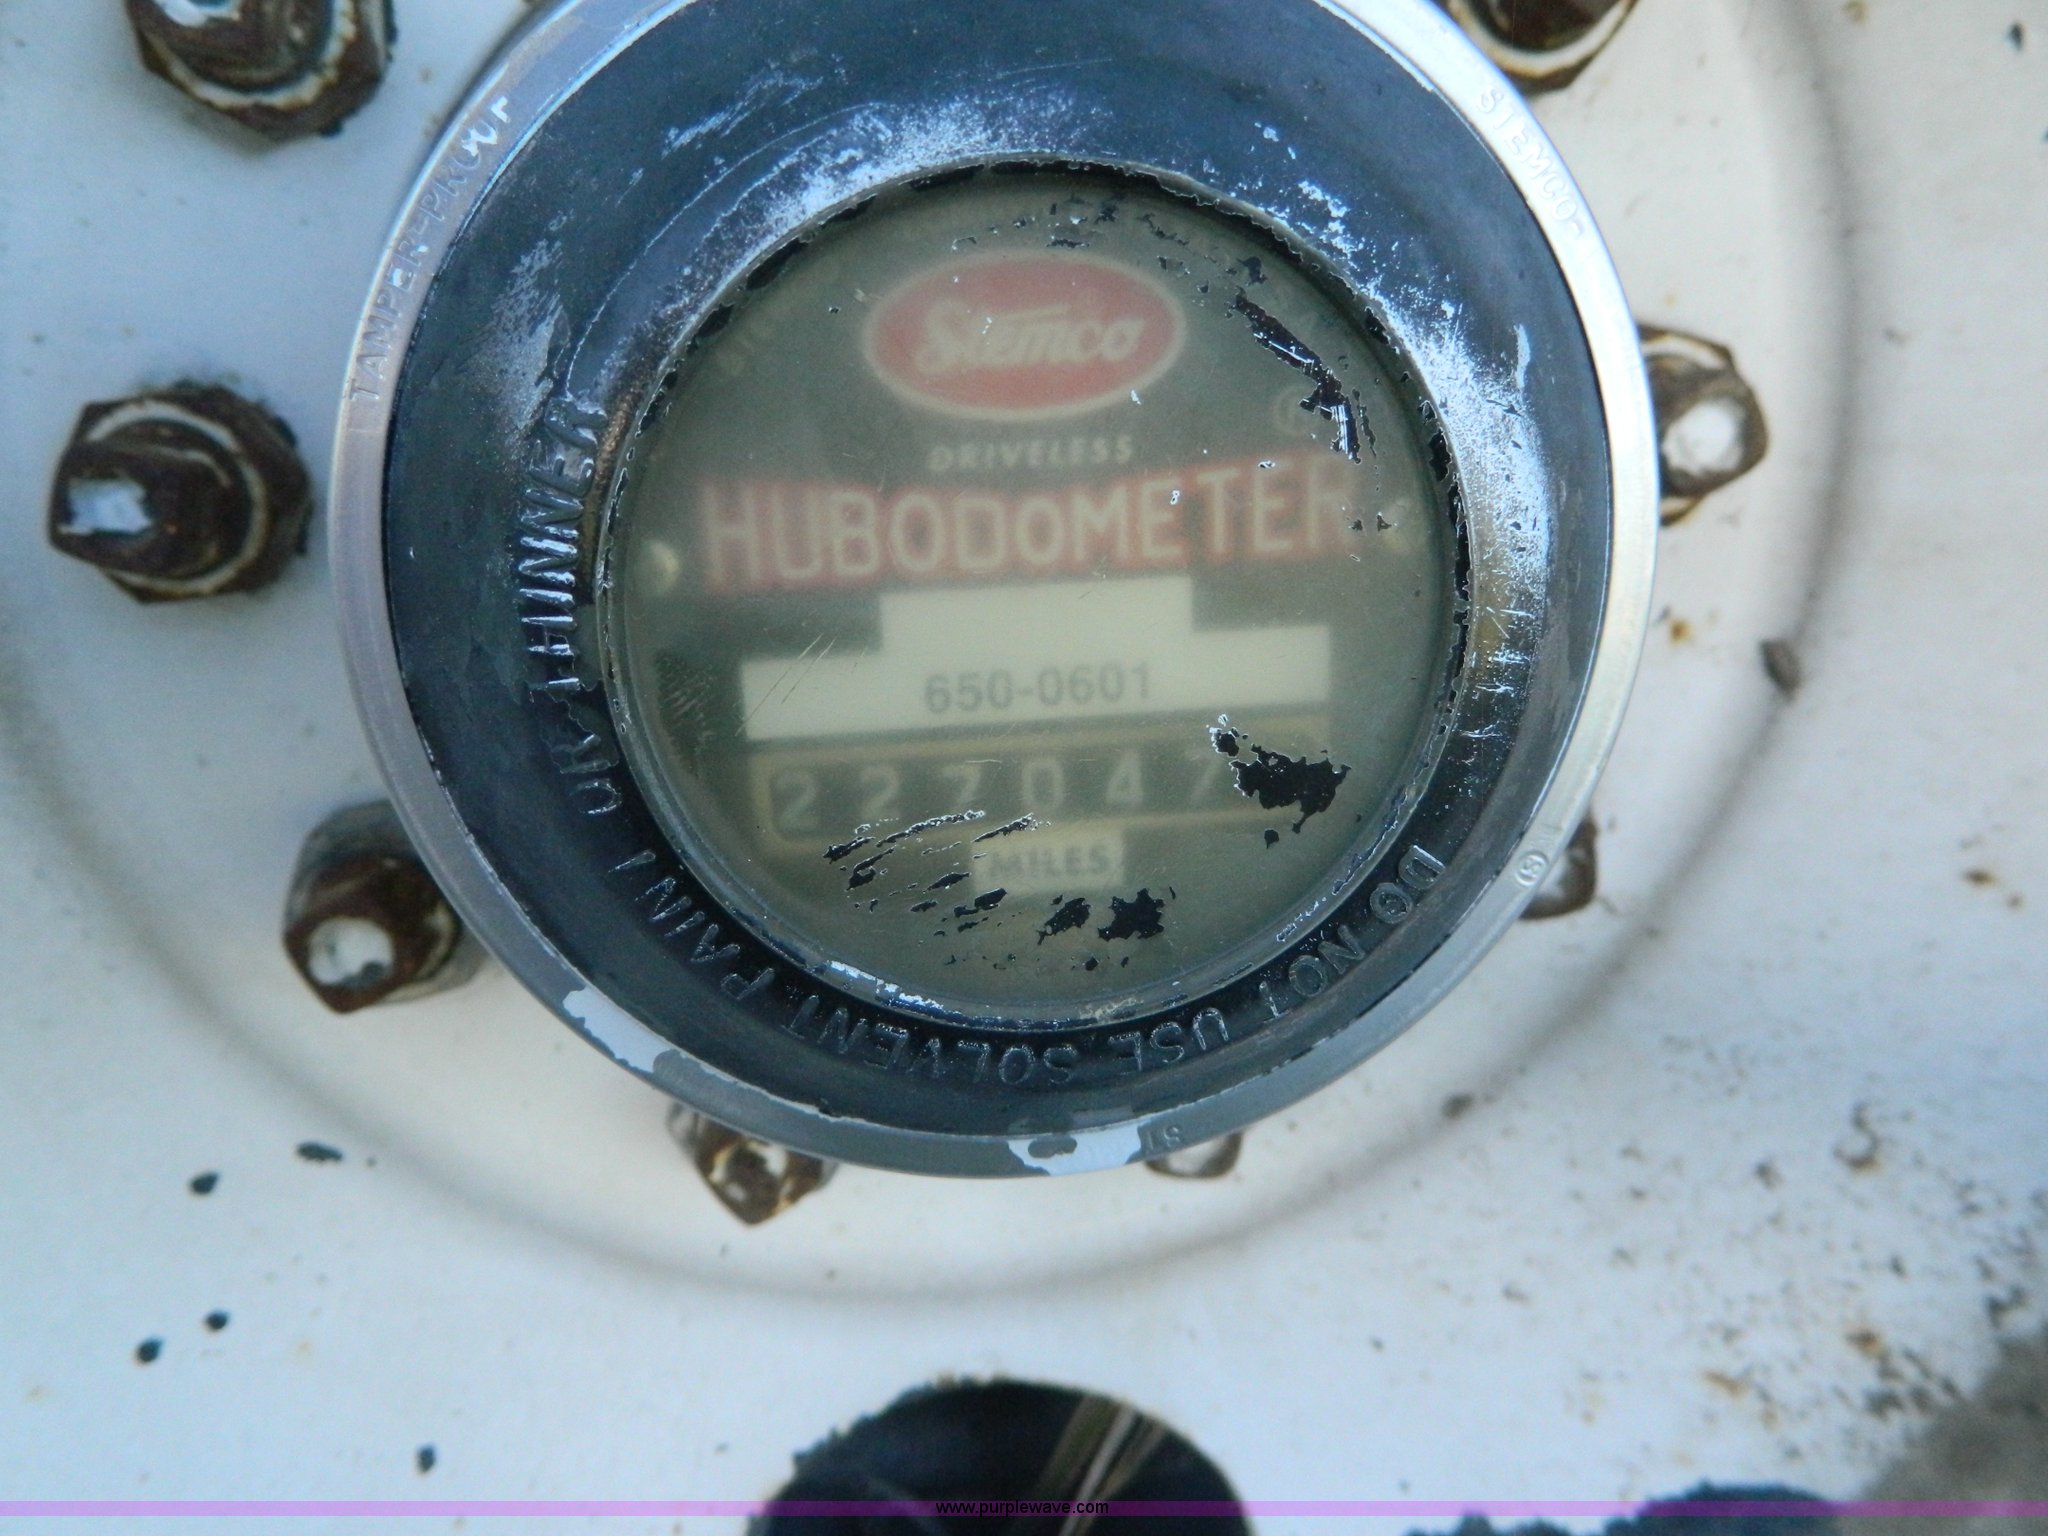 TAMPER-PROOF
STEMCO
Stemco
DRIVELESS
HUBODOMETER
650-0601
227047
MILES
DO NOT USE SOLVENT PAINT OR THINNER
www.purplewave.com